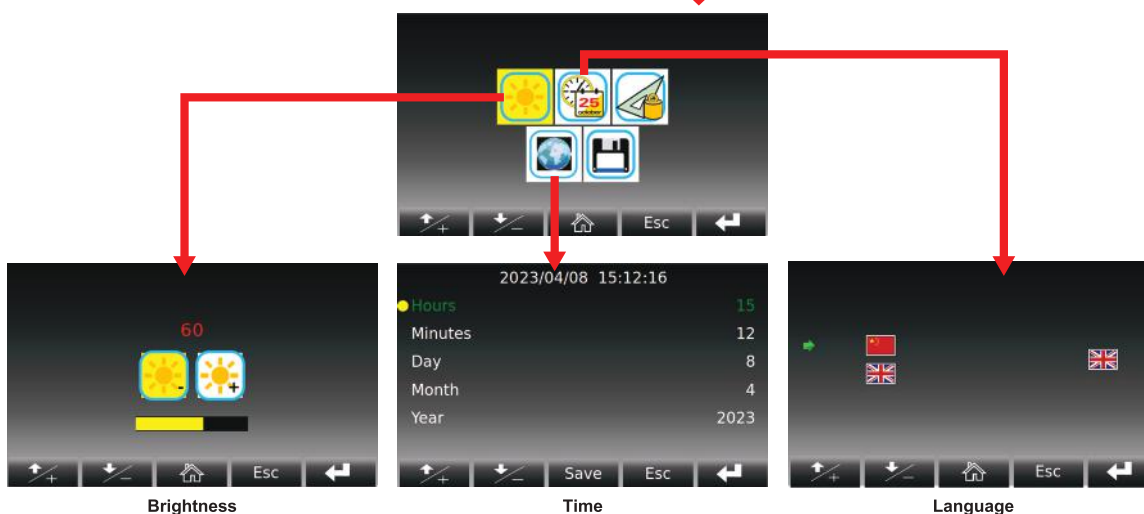 25
october
+
−
Esc
60
-
+
+
−
Esc
Brightness
2023/04/08 15:12:16
Hours 15
Minutes 12
Day 8
Month 4
Year 2023
+
−
Save Esc
Time
+
−
Esc
Language